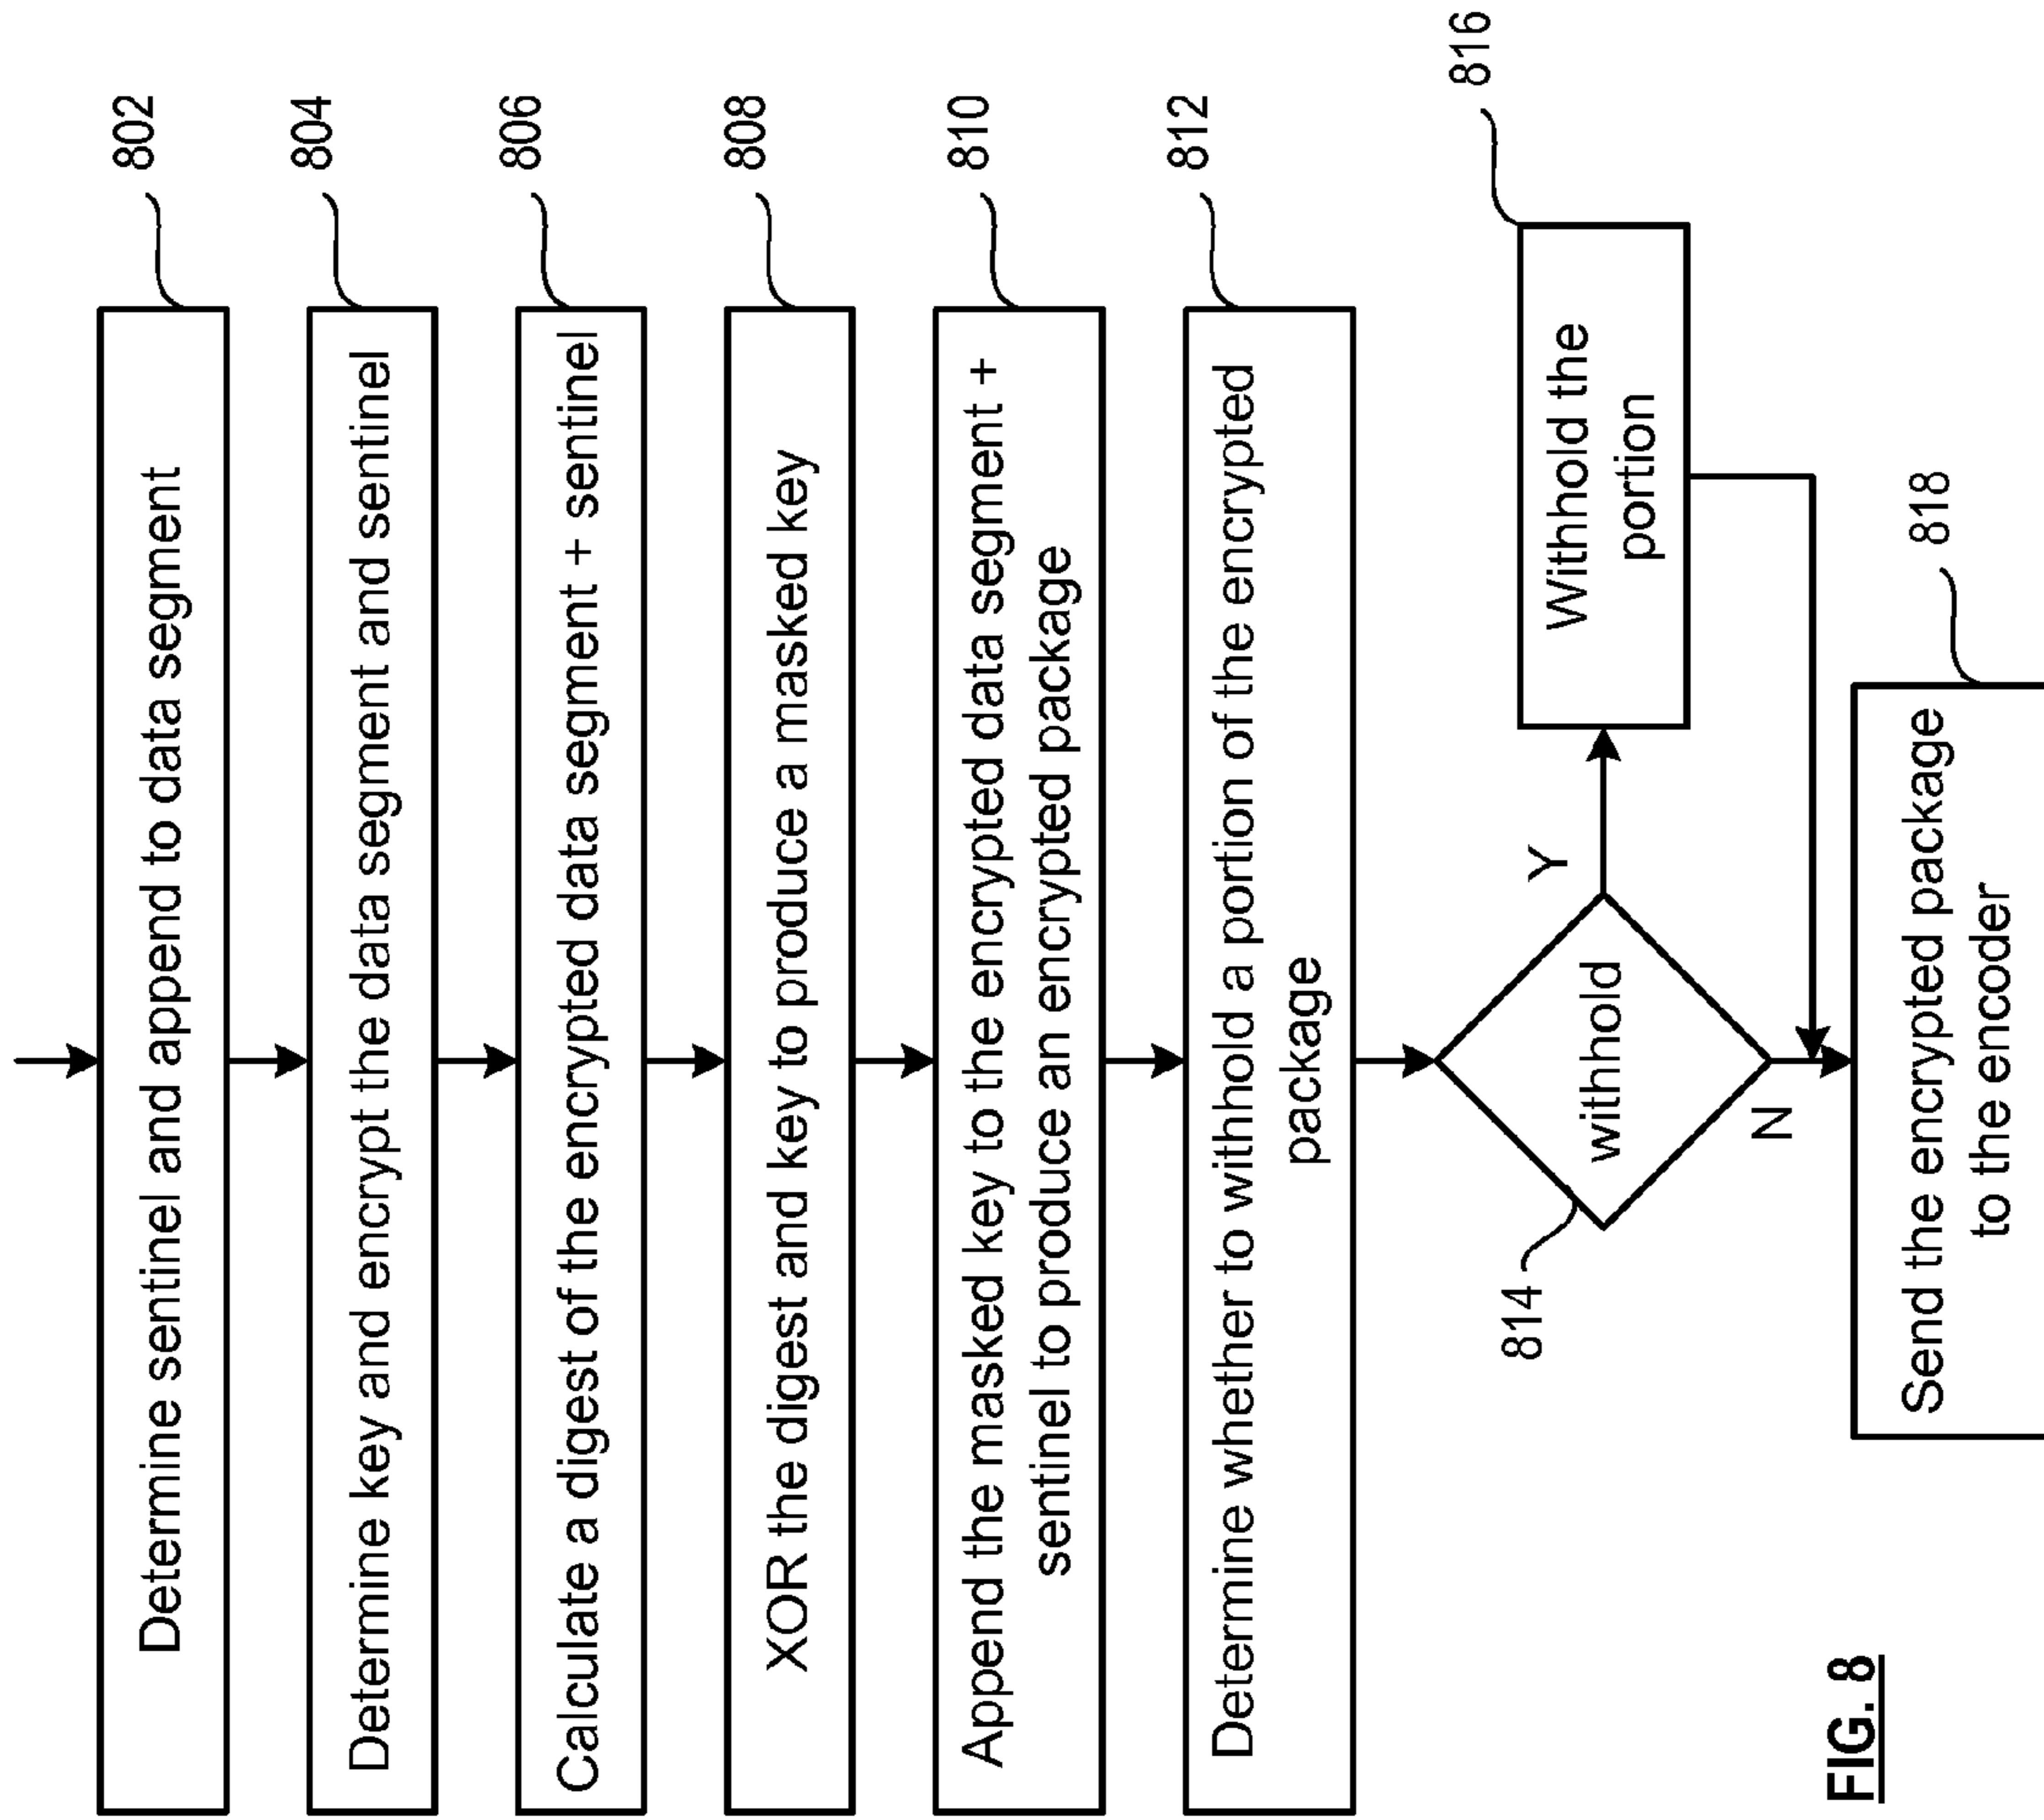 802
Determine sentinel and append to data segment
804
Determine key and encrypt the data segment and sentinel
806
Calculate a digest of the encrypted data segment + sentinel
808
XOR the digest and key to produce a masked key
810
Append the masked key to the encrypted data segment +
sentinel to produce an encrypted package
812
Determine whether to withhold a portion of the encrypted
package
814
withhold
Y
816
Withhold the
portion
N
818
Send the encrypted package
to the encoder
FIG. 8